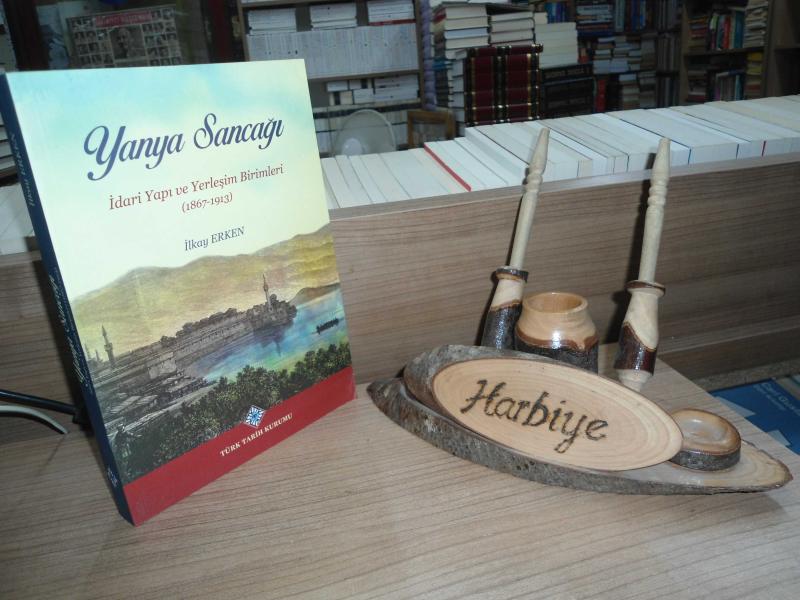 Yanya Sancağı
İdari Yapı ve Yerleşim Birimleri
(1867-1913)
İlkay ERKEN
TÜRK TARİH KURUMU
Harbiye